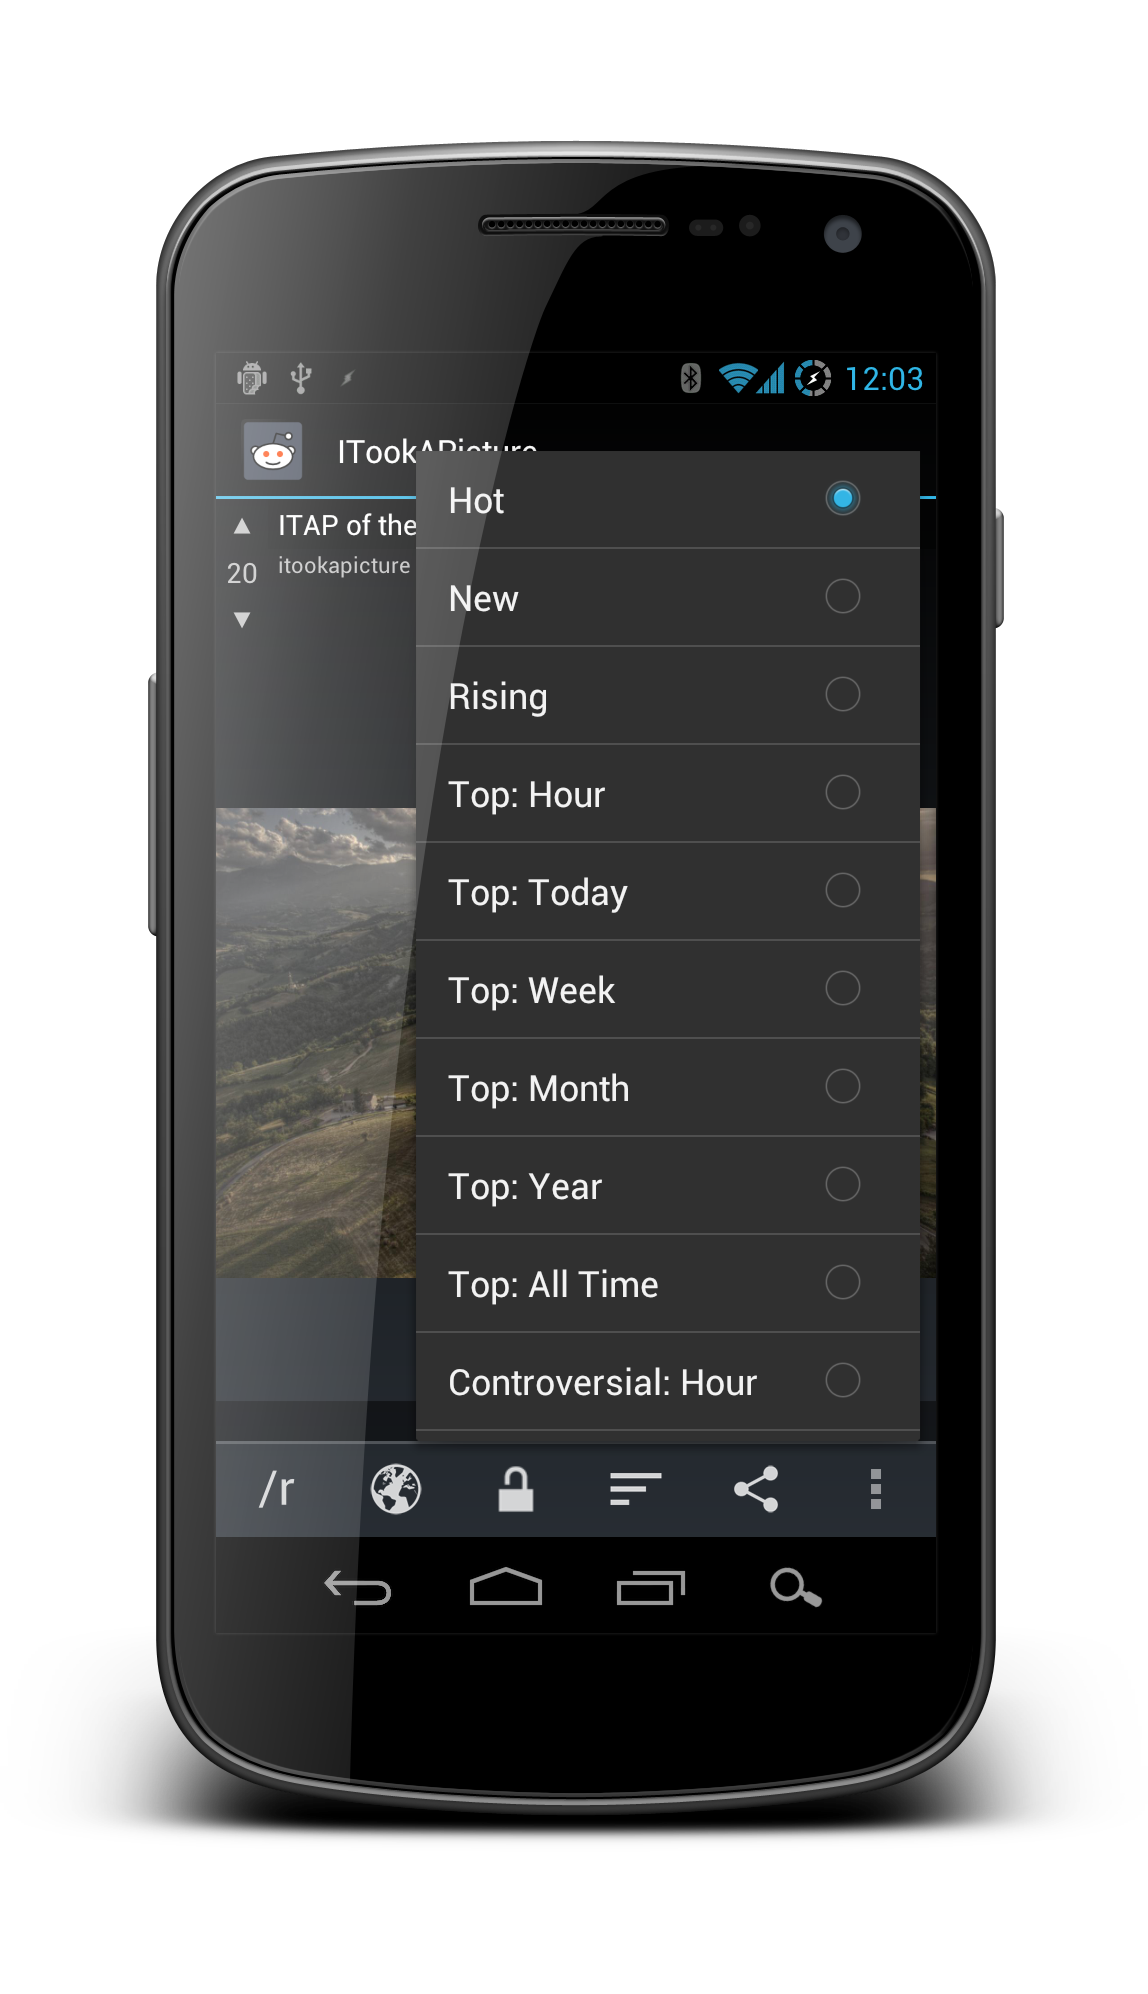 12:03
ITookAPicture
ITAP of the
20
itookapicture
Hot
New
Rising
Top: Hour
Top: Today
Top: Week
Top: Month
Top: Year
Top: All Time
Controversial: Hour
/r